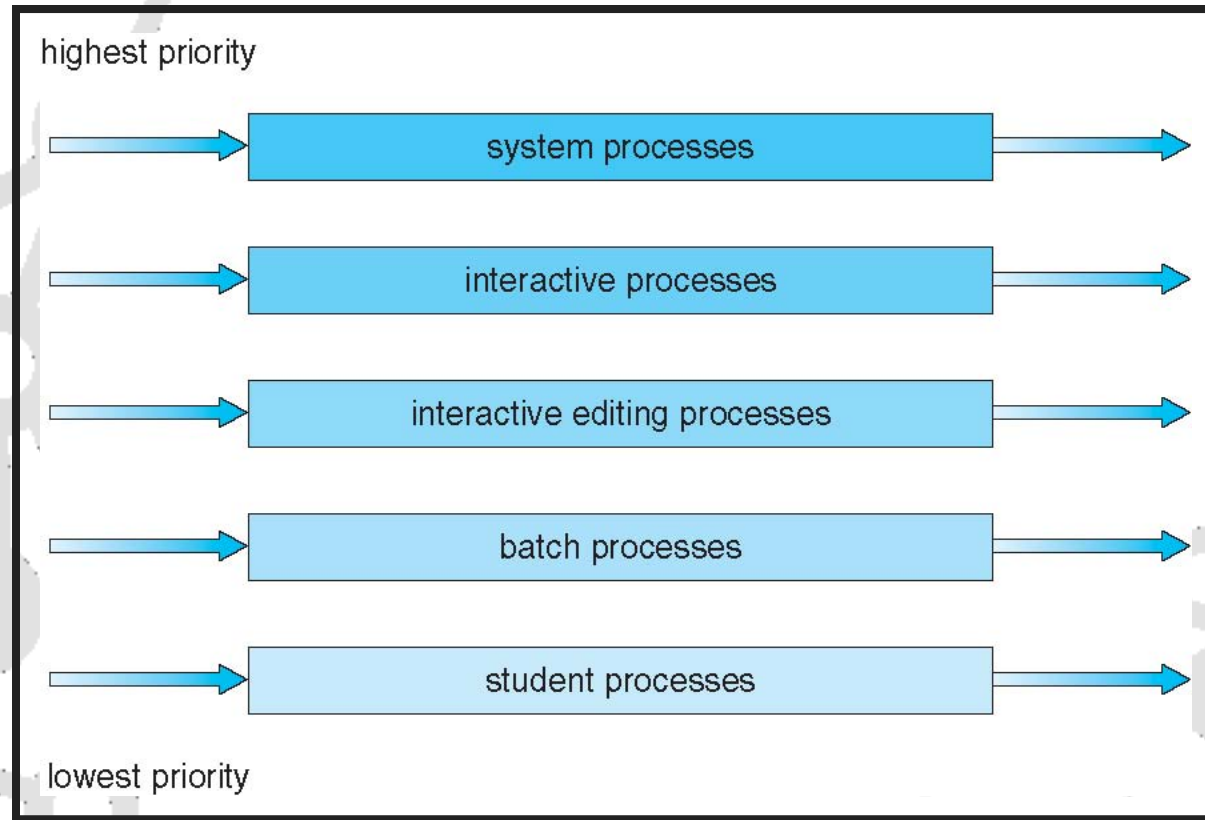 highest priority
system processes
interactive processes
interactive editing processes
batch processes
student processes
lowest priority